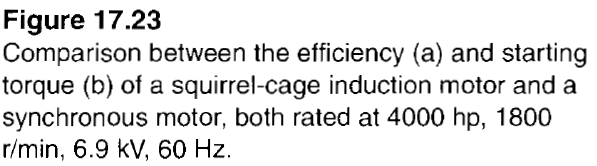 Figure 17.23
Comparison between the efficiency (a) and starting
torque (b) of a squirrel-cage induction motor and a
synchronous motor, both rated at 4000 hp, 1800
r/min, 6.9 kV, 60 Hz.